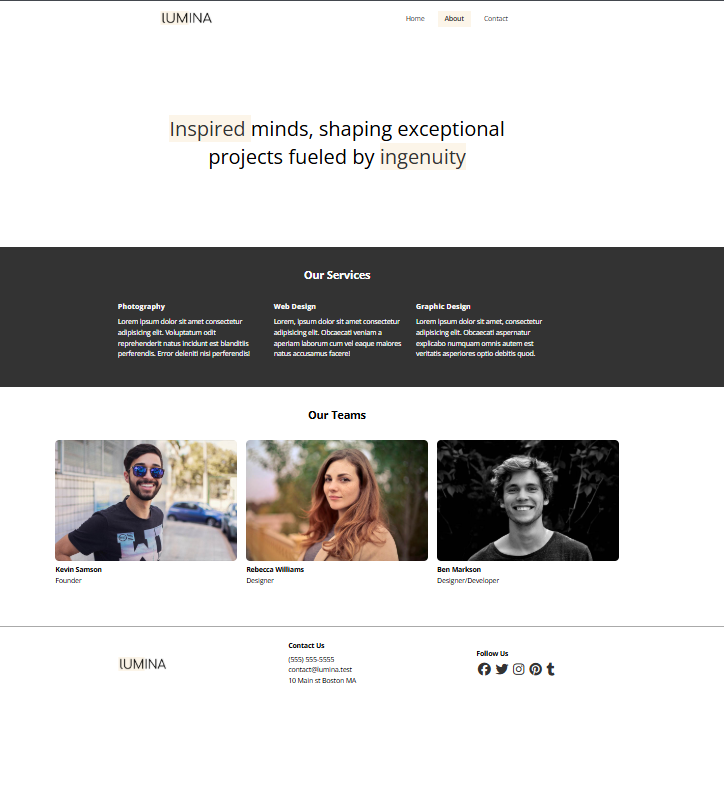 LUMINA
Home About Contact
Inspired minds, shaping exceptional
projects fueled by ingenuity
Our Services
Photography
Lorem ipsum dolor sit amet consectetur
adipisicing elit. Voluptatum odit
reprehenderit natus incidunt est blanditiis
perferendis. Error deleniti nisi perferendis!
Web Design
Lorem, ipsum dolor sit amet consectetur
adipisicing elit. Obcaecati veniam a
aperiam laborum cum vel eaque maiores
natus accusamus facere!
Graphic Design
Lorem ipsum dolor sit amet, consectetur
adipisicing elit. Obcaecati aspernatur
explicabo numquam omnis autem est
veritatis asperiores optio debitis quod.
Our Teams
Kevin Samson
Founder
Rebecca Williams
Designer
Ben Markson
Designer/Developer
LUMINA
Contact Us
(555) 555-5555
contact@lumina.test
10 Main st Boston MA
Follow Us